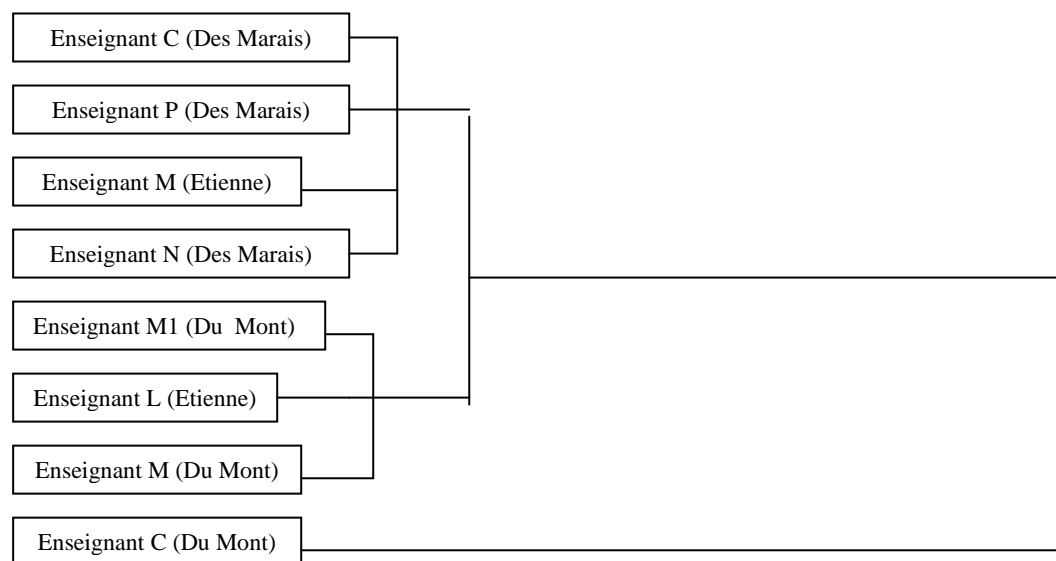 Enseignant C (Des Marais)
Enseignant P (Des Marais)
Enseignant M (Etienne)
Enseignant N (Des Marais)
Enseignant M1 (Du  Mont)
Enseignant L (Etienne)
Enseignant M (Du Mont)
Enseignant C (Du Mont)